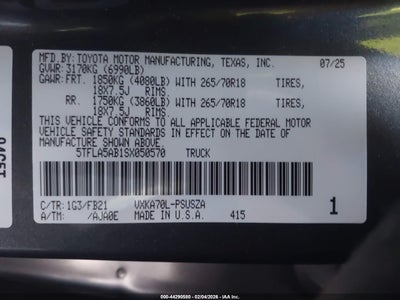 MFD.BY: TOYOTA MOTOR MANUFACTURING, TEXAS, INC. 07/25
GVWR: 3170KG (6990LB)
GAWR: FRT. 1850KG (4080LB) WITH 265/70R18 TIRES,
18X7.5J RIMS
RR. 1750KG (3860LB) WITH 265/70R18 TIRES,
18X7.5J RIMS
THIS VEHICLE CONFORMS TO ALL APPLICABLE FEDERAL MOTOR
VEHICLE SAFETY STANDARDS IN EFFECT ON THE DATE OF
MANUFACTURE SHOWN ABOVE.
5TFLA5AB1SX050570 TRUCK
C/TR: 1G3/FB21 VXKA70L-PSUSZA
A/TM: /AJA0E 415 1
000-44290580 - 02/04/2026 - IAA Inc.